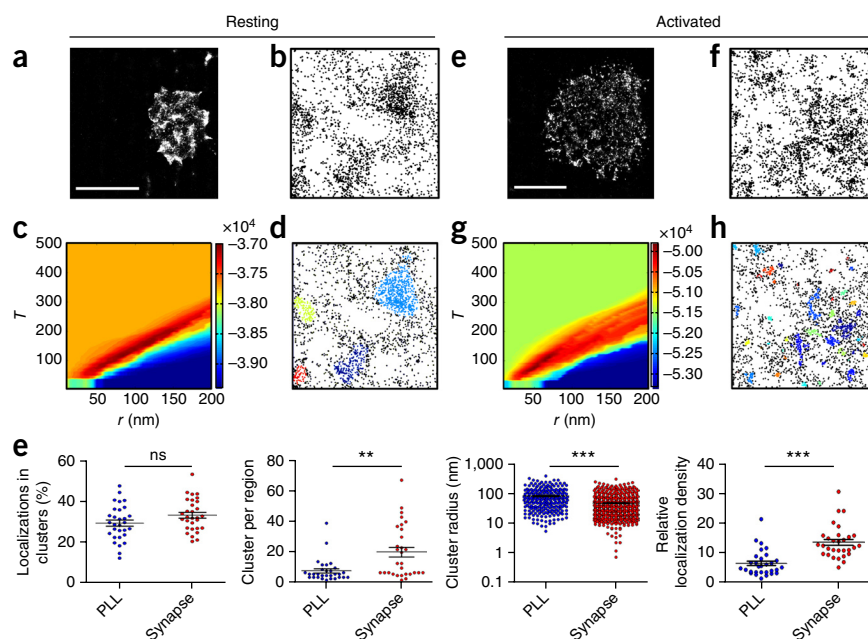 Resting
Activated
a
b
e
f
c
d
g
h
×10⁴
500
400
300
200
100
T
50
100
150
200
r (nm)
–3.70
–3.75
–3.80
–3.85
–3.90
×10⁴
500
400
300
200
100
T
50
100
150
200
r (nm)
–5.00
–5.05
–5.10
–5.15
–5.20
–5.25
–5.30
e
Localizations in
clusters (%)
60
40
20
0
ns
PLL
Synapse
Cluster per region
80
60
40
20
0
**
PLL
Synapse
Cluster radius (nm)
1,000
100
10
1
0.1
***
PLL
Synapse
Relative
localization density
40
30
20
10
0
***
PLL
Synapse